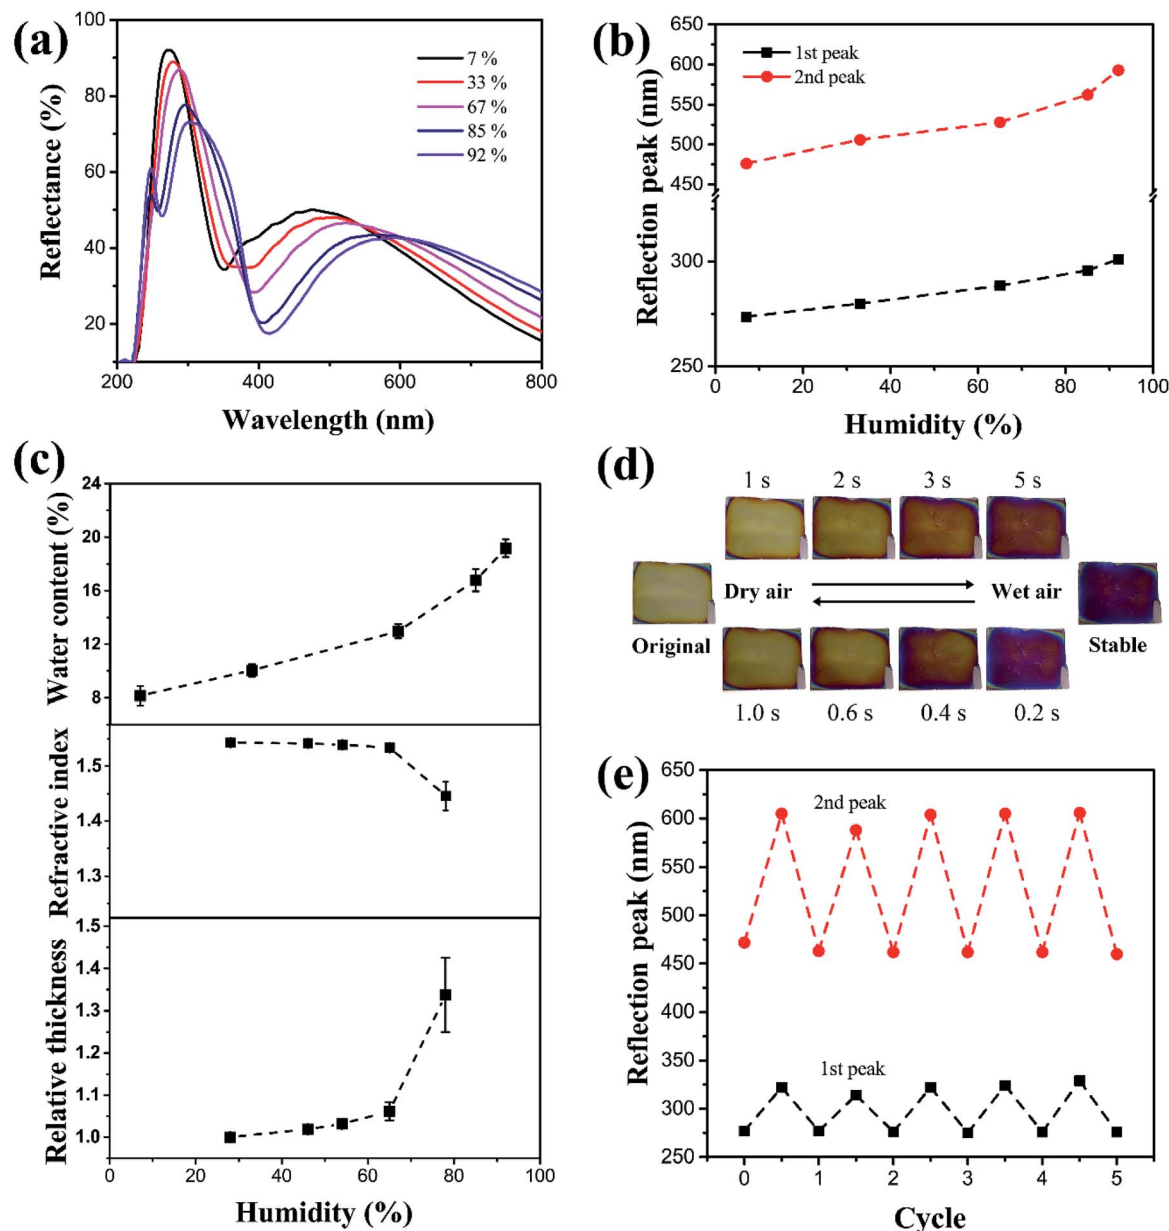 (a)
Reflectance (%)
100
80
60
40
20
7 %
33 %
67 %
85 %
92 %
200
400
600
800
Wavelength (nm)
(b)
Reflection peak (nm)
650
600
550
500
450
300
250
1st peak
2nd peak
0
20
40
60
80
100
Humidity (%)
(c)
Water content (%)
24
20
16
12
8
Refractive index
1.5
1.4
1.3
Relative thickness
1.5
1.4
1.3
1.2
1.1
1.0
0
20
40
60
80
100
Humidity (%)
(d)
1 s
2 s
3 s
5 s
Dry air
Wet air
Original
Stable
1.0 s
0.6 s
0.4 s
0.2 s
(e)
Reflection peak (nm)
650
600
550
500
450
400
350
300
250
2nd peak
1st peak
0
1
2
3
4
5
Cycle